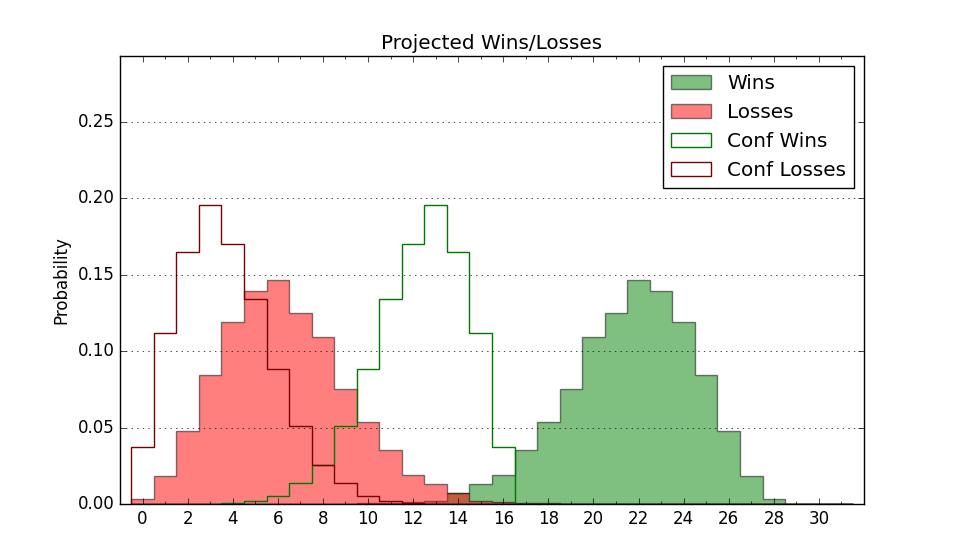 Projected Wins/Losses
Wins
Losses
Conf Wins
Conf Losses
Probability
0.25
0.20
0.15
0.10
0.05
0.00
0 2 4 6 8 10 12 14 16 18 20 22 24 26 28 30